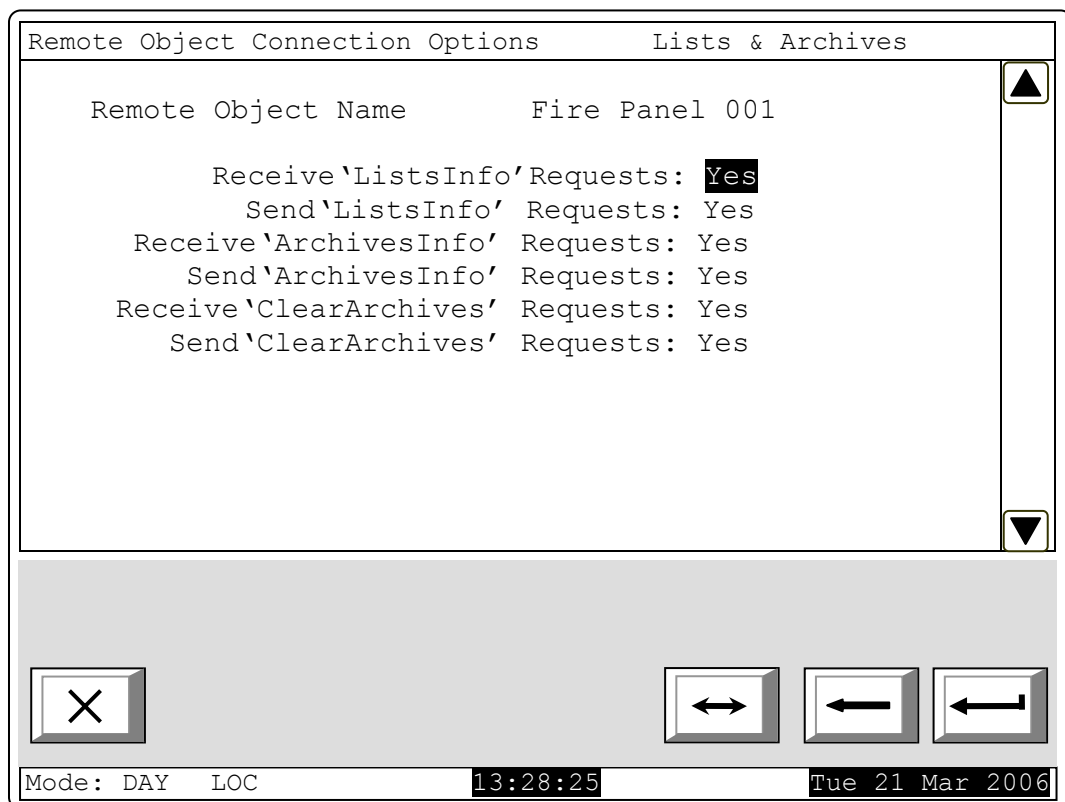 Remote Object Connection Options Lists & Archives
Remote Object Name Fire Panel 001
Receive‘ListsInfo’Requests: Yes
Send‘ListsInfo’ Requests: Yes
Receive‘ArchivesInfo’ Requests: Yes
Send‘ArchivesInfo’ Requests: Yes
Receive‘ClearArchives’ Requests: Yes
Send‘ClearArchives’ Requests: Yes
Mode: DAY LOC 13:28:25 Tue 21 Mar 2006